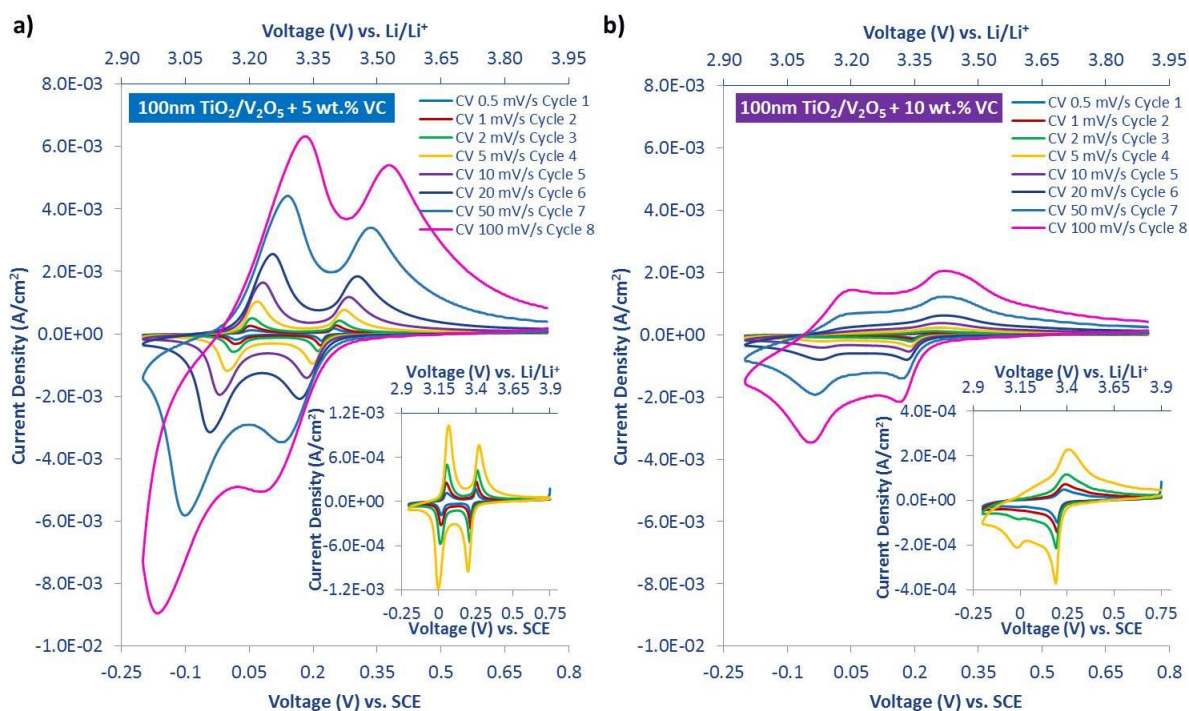 a)
Voltage (V) vs. Li/Li⁺
2.90 3.05 3.20 3.35 3.50 3.65 3.80 3.95
8.0E-03
6.0E-03
4.0E-03
2.0E-03
0.0E+00
-2.0E-03
-4.0E-03
-6.0E-03
-8.0E-03
-1.0E-02
Current Density (A/cm²)
100nm TiO₂/V₂O₅ + 5 wt.% VC
CV 0.5 mV/s Cycle 1
CV 1 mV/s Cycle 2
CV 2 mV/s Cycle 3
CV 5 mV/s Cycle 4
CV 10 mV/s Cycle 5
CV 20 mV/s Cycle 6
CV 50 mV/s Cycle 7
CV 100 mV/s Cycle 8
Voltage (V) vs. Li/Li⁺
2.9 3.15 3.4 3.65 3.9
1.2E-03
6.0E-04
0.0E+00
-6.0E-04
-1.2E-03
Current Density (A/cm²)
-0.25 0 0.25 0.5 0.75
Voltage (V) vs. SCE
-0.25 -0.1 0.05 0.2 0.35 0.5 0.65 0.8
Voltage (V) vs. SCE
b)
Voltage (V) vs. Li/Li⁺
2.90 3.05 3.20 3.35 3.50 3.65 3.80 3.95
8.0E-03
6.0E-03
4.0E-03
2.0E-03
0.0E+00
-2.0E-03
-4.0E-03
-6.0E-03
-8.0E-03
-1.0E-02
Current Density (A/cm²)
100nm TiO₂/V₂O₅ + 10 wt.% VC
CV 0.5 mV/s Cycle 1
CV 1 mV/s Cycle 2
CV 2 mV/s Cycle 3
CV 5 mV/s Cycle 4
CV 10 mV/s Cycle 5
CV 20 mV/s Cycle 6
CV 50 mV/s Cycle 7
CV 100 mV/s Cycle 8
Voltage (V) vs. Li/Li⁺
2.9 3.15 3.4 3.65 3.9
4.0E-04
2.0E-04
0.0E+00
-2.0E-04
-4.0E-04
Current Density (A/cm²)
-0.25 0 0.25 0.5 0.75
Voltage (V) vs. SCE
-0.25 -0.1 0.05 0.2 0.35 0.5 0.65 0.8
Voltage (V) vs. SCE